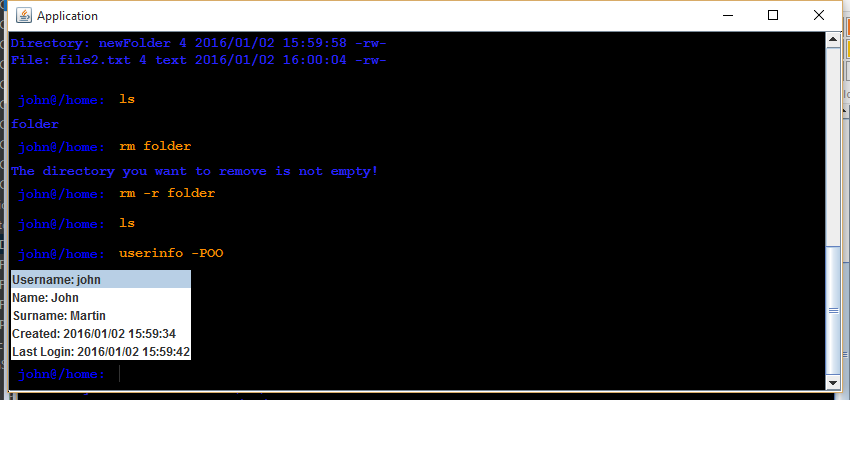 Application
Directory: newFolder 4 2016/01/02 15:59:58 -rw-
File: file2.txt 4 text 2016/01/02 16:00:04 -rw-
john@/home: ls
folder
john@/home: rm folder
The directory you want to remove is not empty!
john@/home: rm -r folder
john@/home: ls
john@/home: userinfo -POO
Username: john
Name: John
Surname: Martin
Created: 2016/01/02 15:59:34
Last Login: 2016/01/02 15:59:42
john@/home: